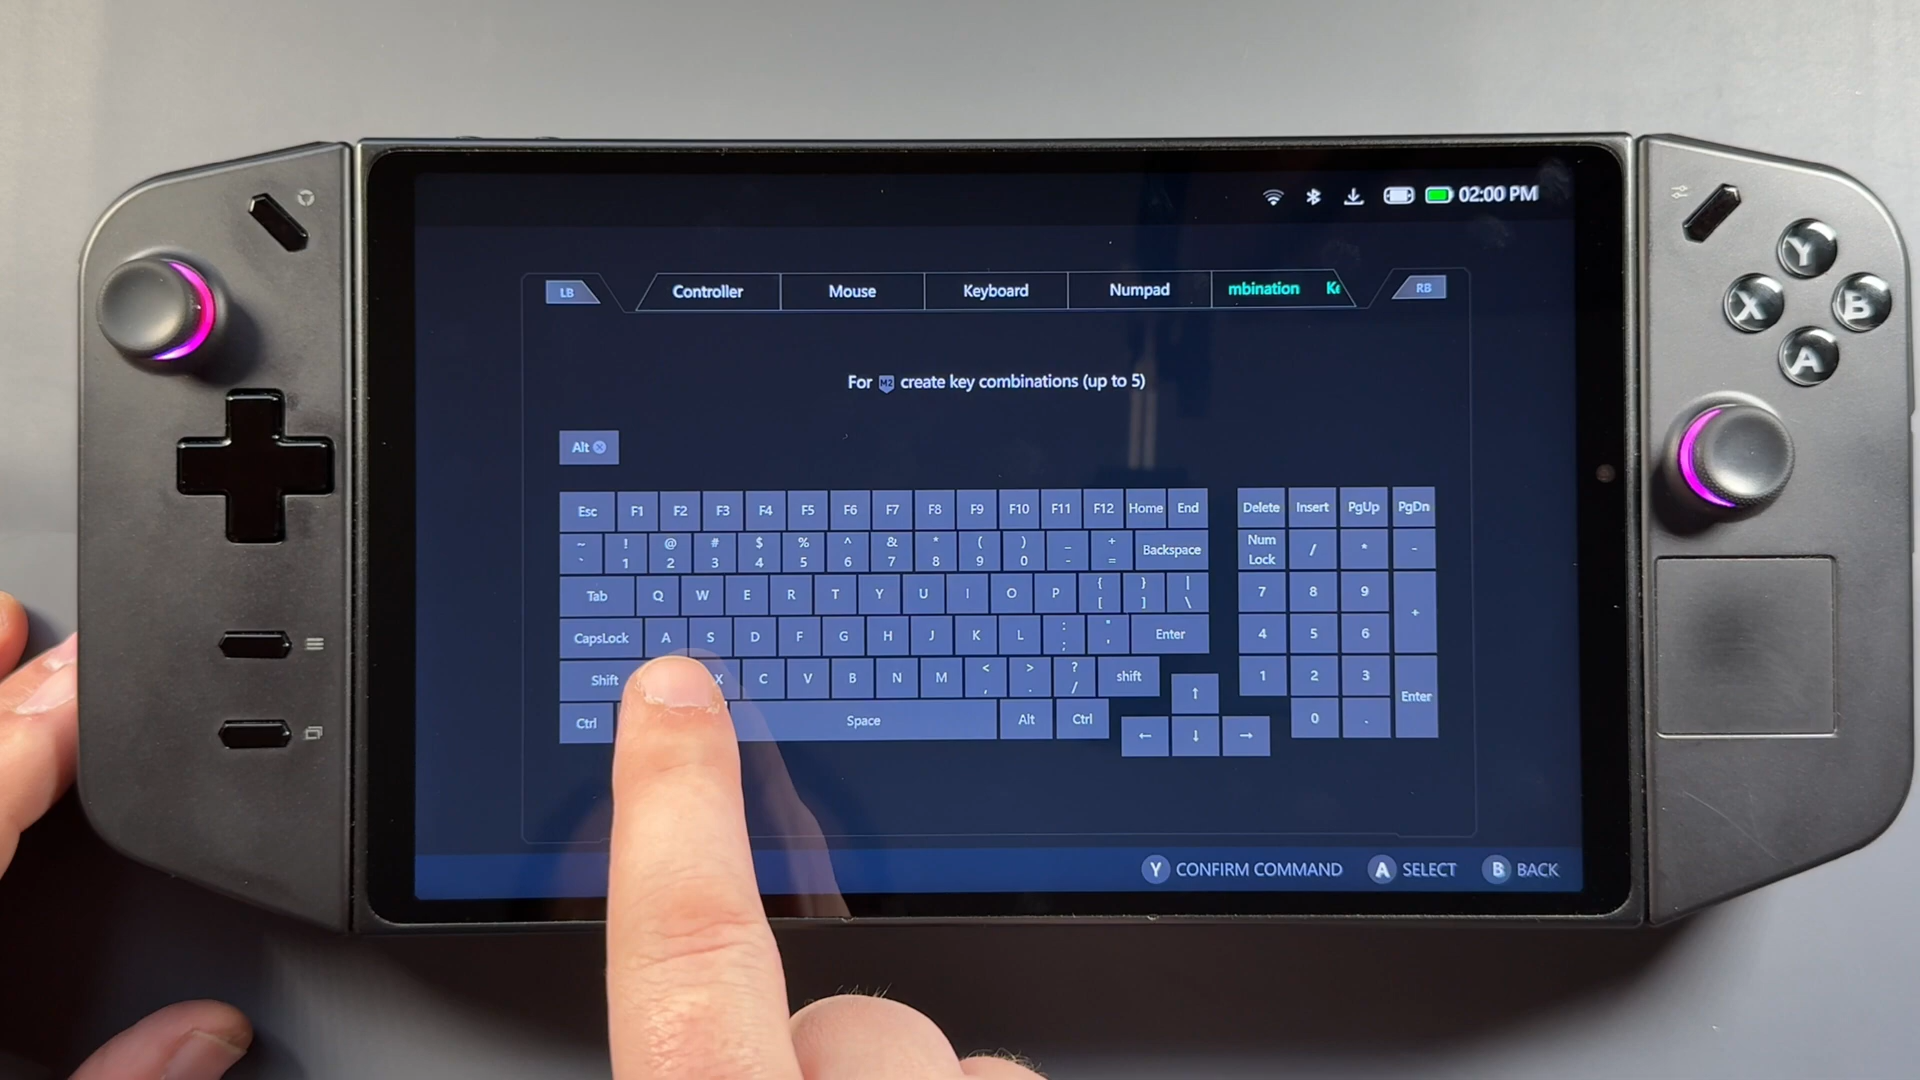 02:00 PM
LB Controller Mouse Keyboard Numpad mbination RB
For M2 create key combinations (up to 5)
Alt
Esc F1 F2 F3 F4 F5 F6 F7 F8 F9 F10 F11 F12 Home End Delete Insert PgUp PgDn
~ ` ! 1 @ 2 # 3 $ 4 % 5 ^ 6 & 7 * 8 ( 9 ) 0 _ - + = Backspace Num Lock / * -
Tab Q W E R T Y U I O P { [ } ] | \ 7 8 9 +
CapsLock A S D F G H J K L : ; " ' Enter 4 5 6
Shift X C V B N M < , > . ? / shift ↑ 1 2 3 Enter
Ctrl Space Alt Ctrl ← ↓ → 0 .
Y CONFIRM COMMAND A SELECT B BACK
Y
X
B
A